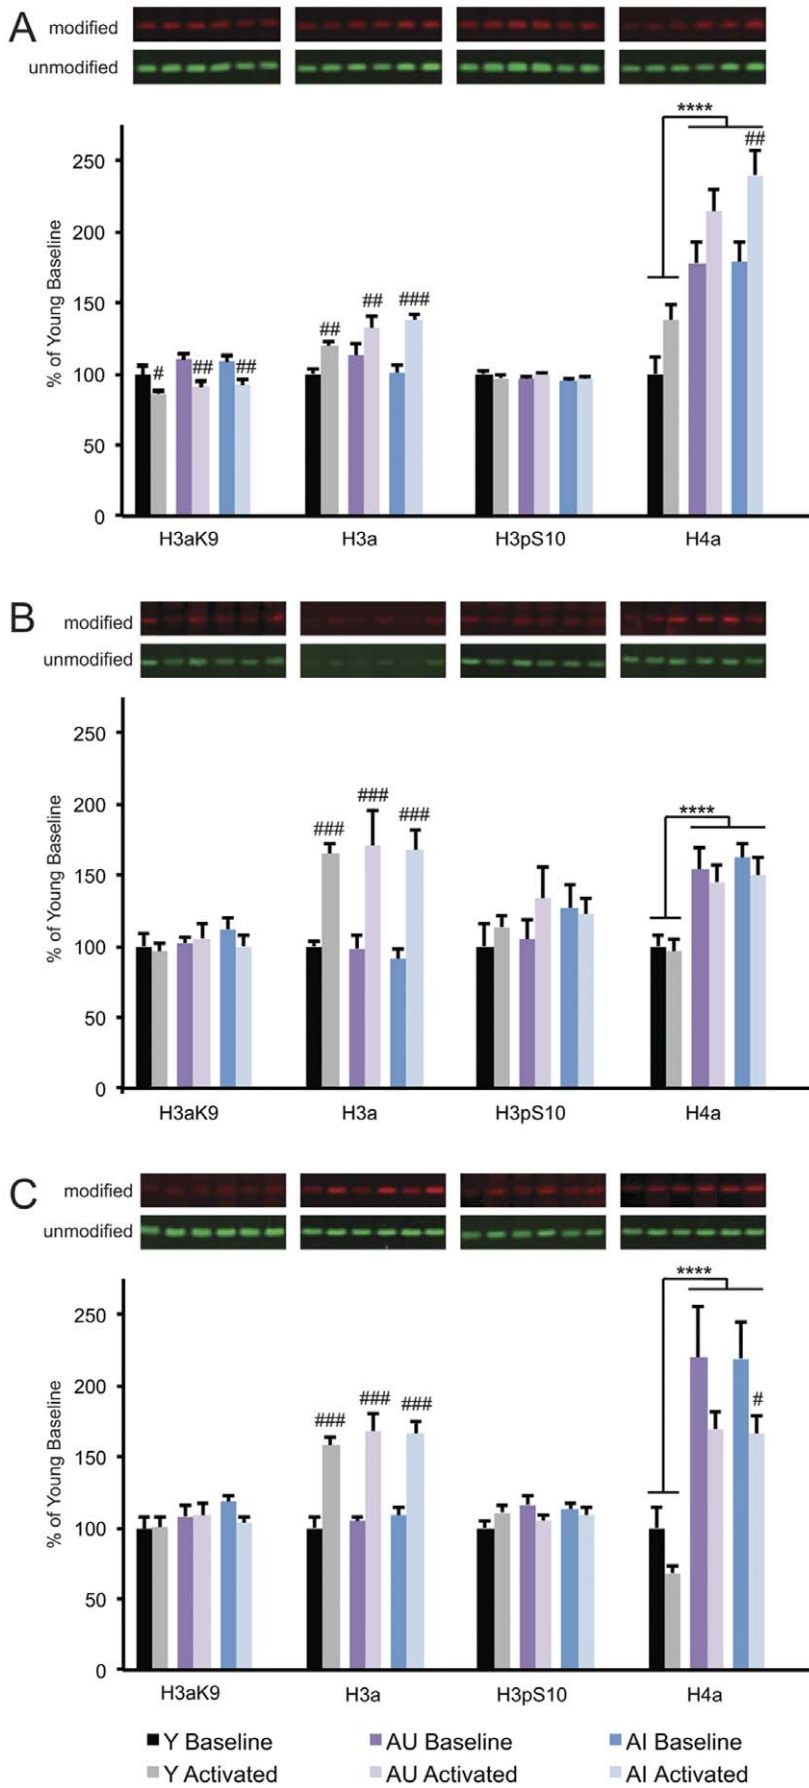 A
modified
unmodified
****
##
250
200
150
100
50
0
% of Young Baseline
# ## ##
## ## ###
H3aK9 H3a H3pS10 H4a
B
modified
unmodified
250
200
150
100
50
0
% of Young Baseline
### ### ###
****
H3aK9 H3a H3pS10 H4a
C
modified
unmodified
****
250
200
150
100
50
0
% of Young Baseline
### ### ###
#
H3aK9 H3a H3pS10 H4a
Y Baseline AU Baseline AI Baseline
Y Activated AU Activated AI Activated